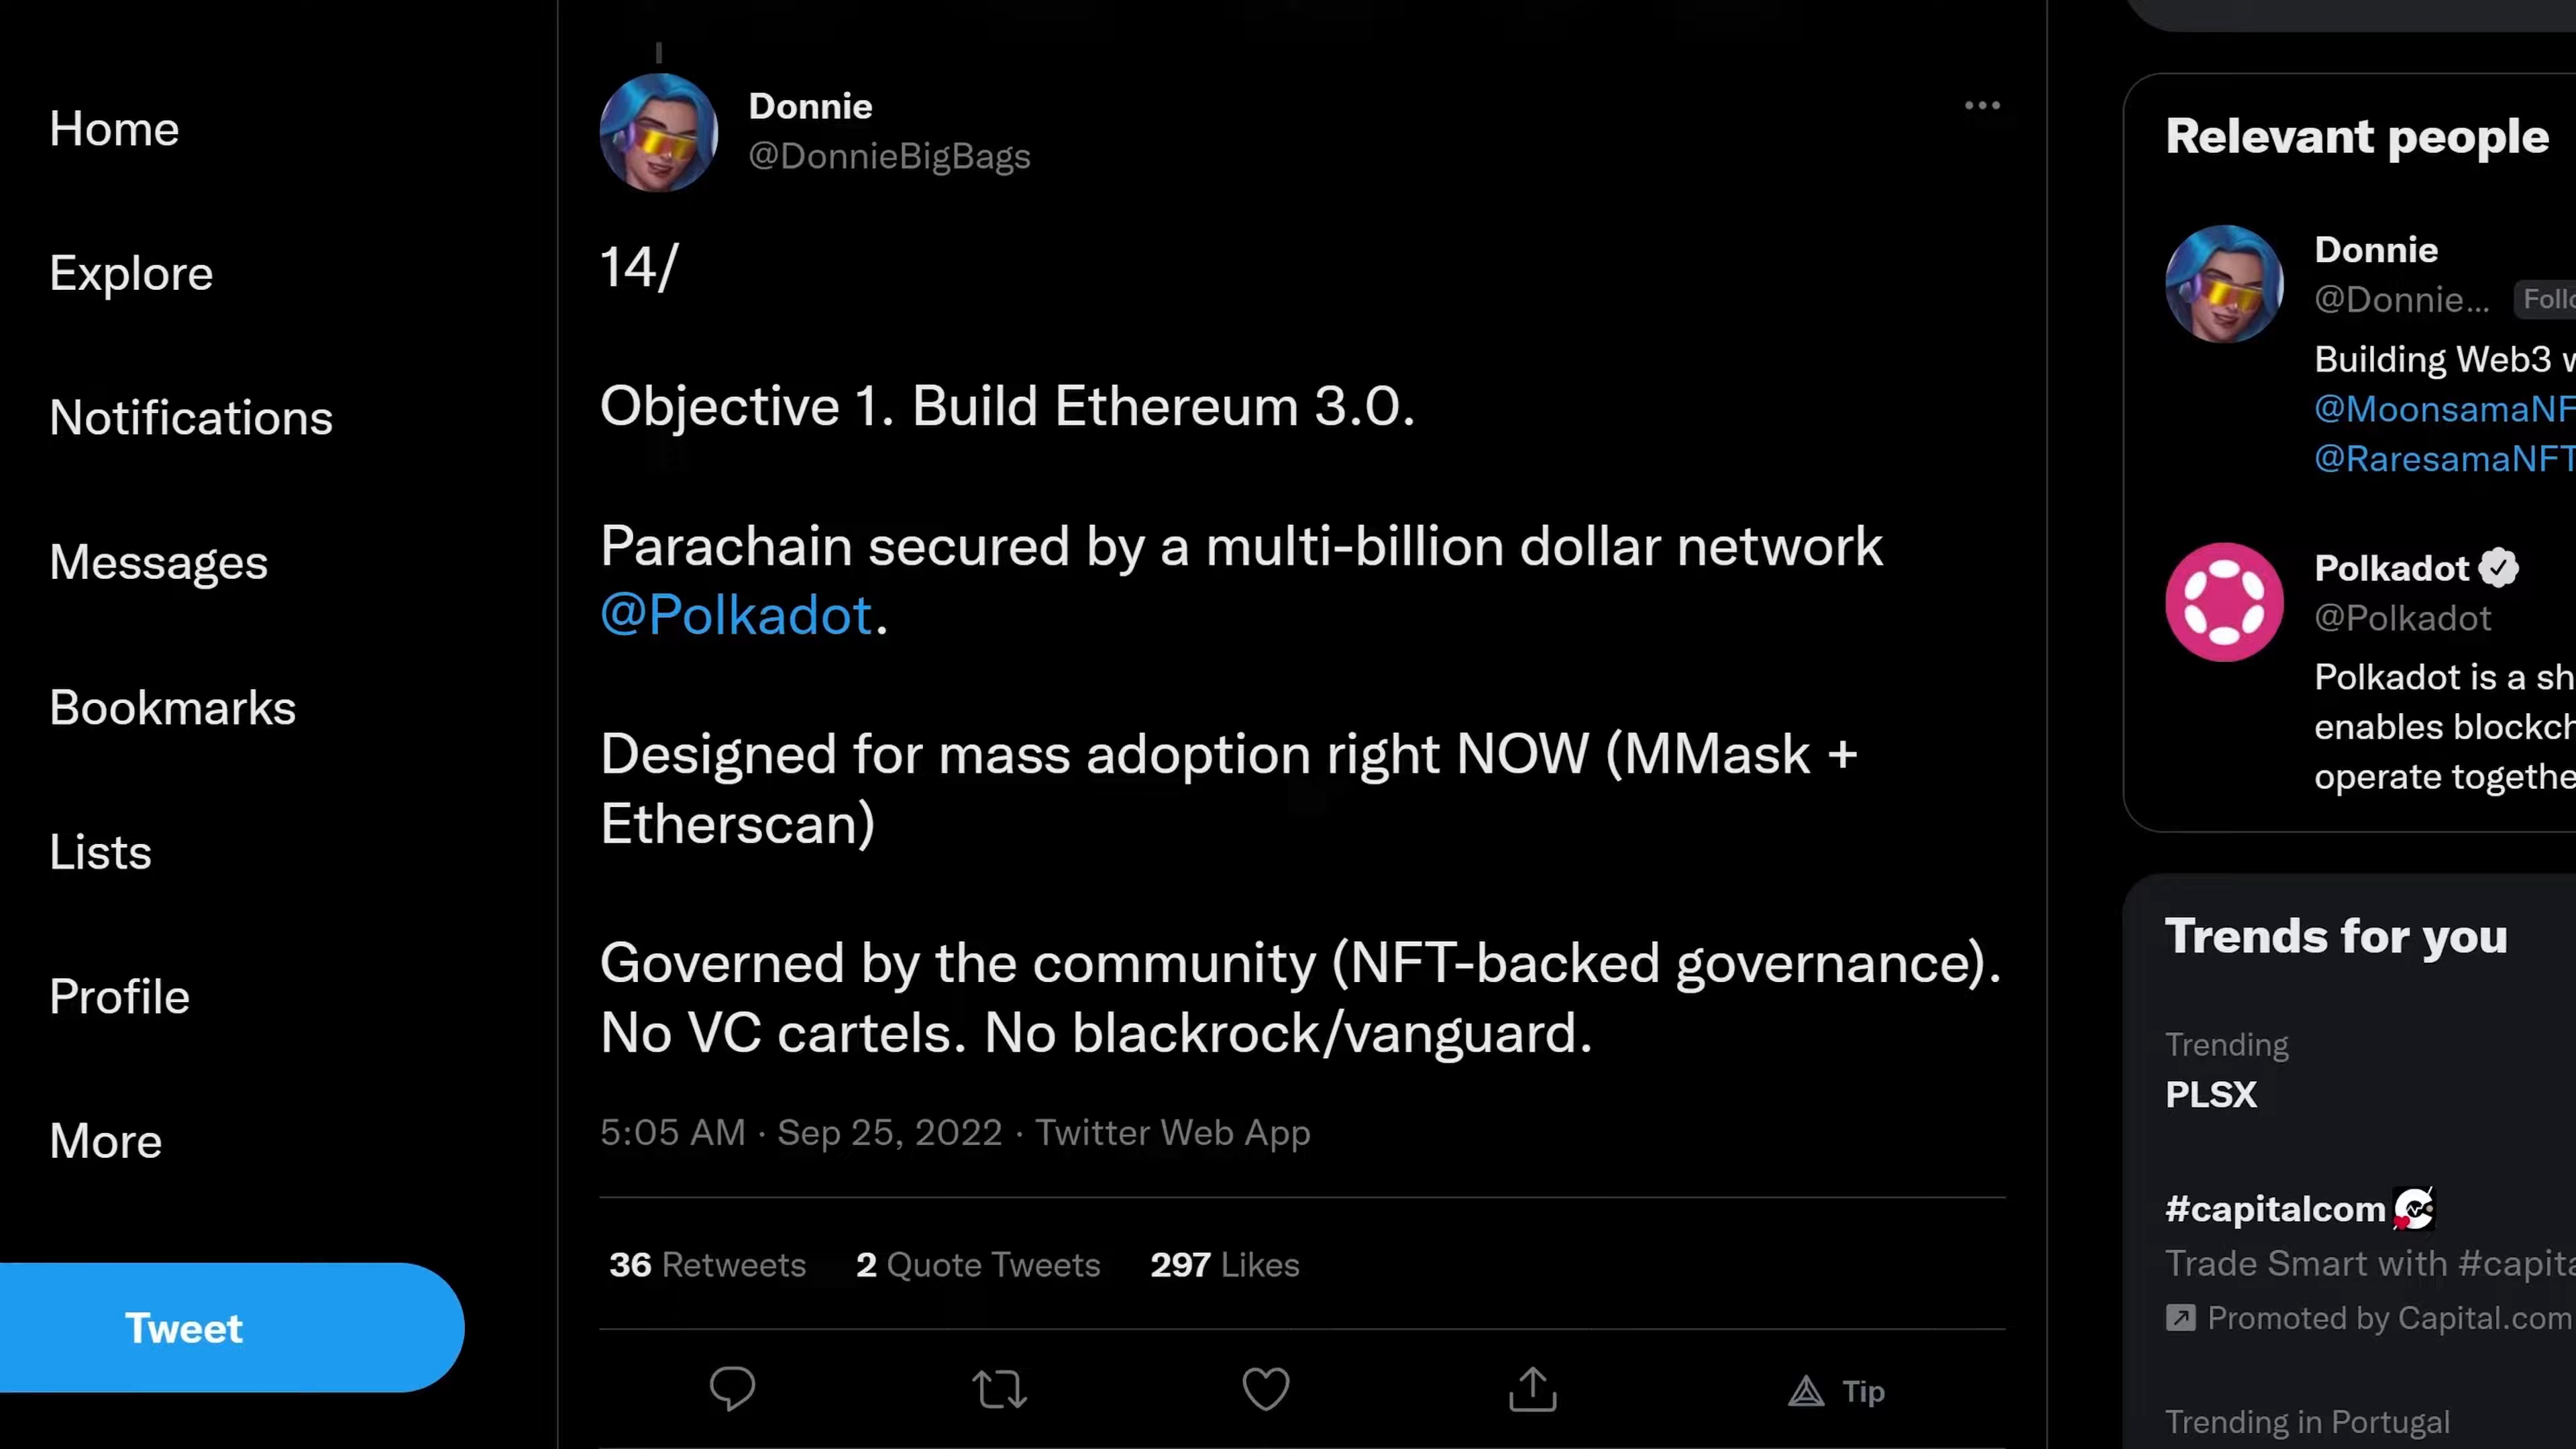 Home
Explore
Notifications
Messages
Bookmarks
Lists
Profile
More
Tweet
Donnie
@DonnieBigBags
14/
Objective 1. Build Ethereum 3.0.
Parachain secured by a multi-billion dollar network
@Polkadot.
Designed for mass adoption right NOW (MMask +
Etherscan)
Governed by the community (NFT-backed governance).
No VC cartels. No blackrock/vanguard.
5:05 AM · Sep 25, 2022 · Twitter Web App
36 Retweets 2 Quote Tweets 297 Likes
Tip
Relevant people
Donnie
@Donnie...
Building Web3
@MoonsamaNF
@RaresamaNFT
Polkadot
@Polkadot
Polkadot is a sh
enables blockch
operate togethe
Trends for you
Trending
PLSX
#capitalcom
Trade Smart with #capita
Promoted by Capital.com
Trending in Portugal